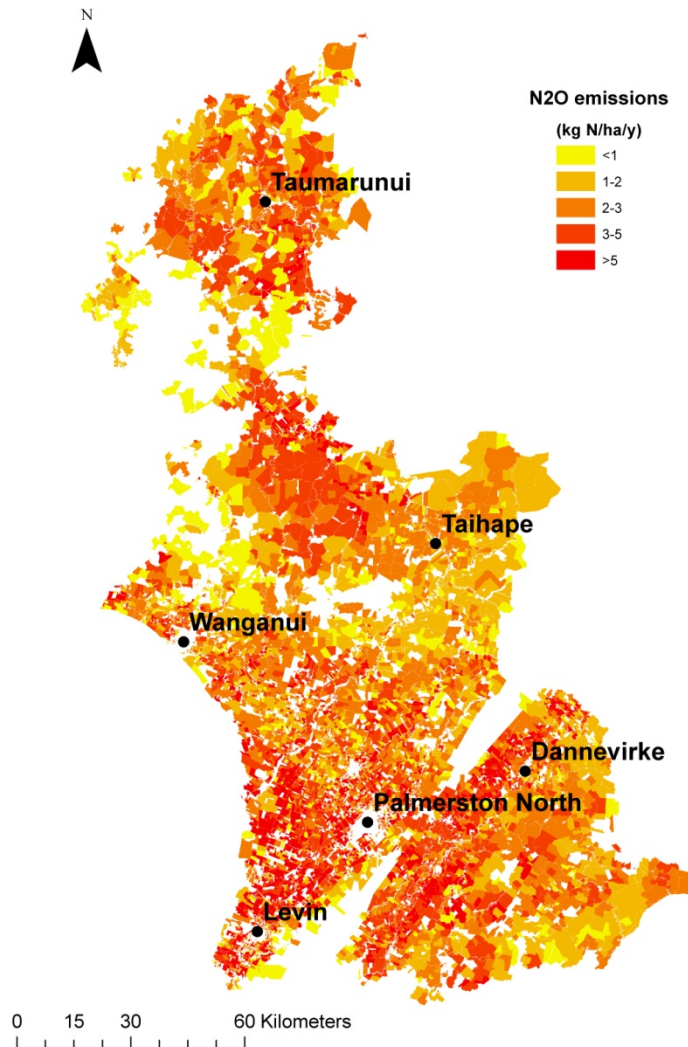 N
N2O emissions
(kg N/ha/y)
<1
1-2
2-3
3-5
>5
Taumarunui
Taihape
Wanganui
Dannevirke
Palmerston North
Levin
0 15 30 60 Kilometers